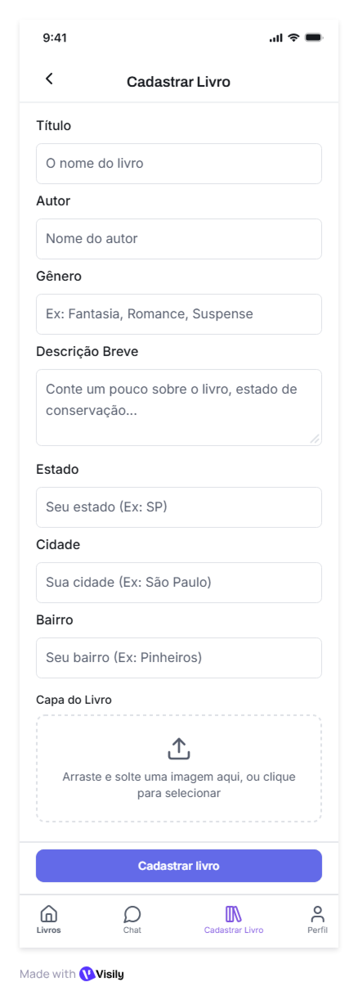 9:41
Cadastrar Livro
Título
O nome do livro
Autor
Nome do autor
Gênero
Ex: Fantasia, Romance, Suspense
Descrição Breve
Conte um pouco sobre o livro, estado de
conservação...
Estado
Seu estado (Ex: SP)
Cidade
Sua cidade (Ex: São Paulo)
Bairro
Seu bairro (Ex: Pinheiros)
Capa do Livro
Arraste e solte uma imagem aqui, ou clique
para selecionar
Cadastrar livro
Livros
Chat
Cadastrar Livro
Perfil
Made with Visily